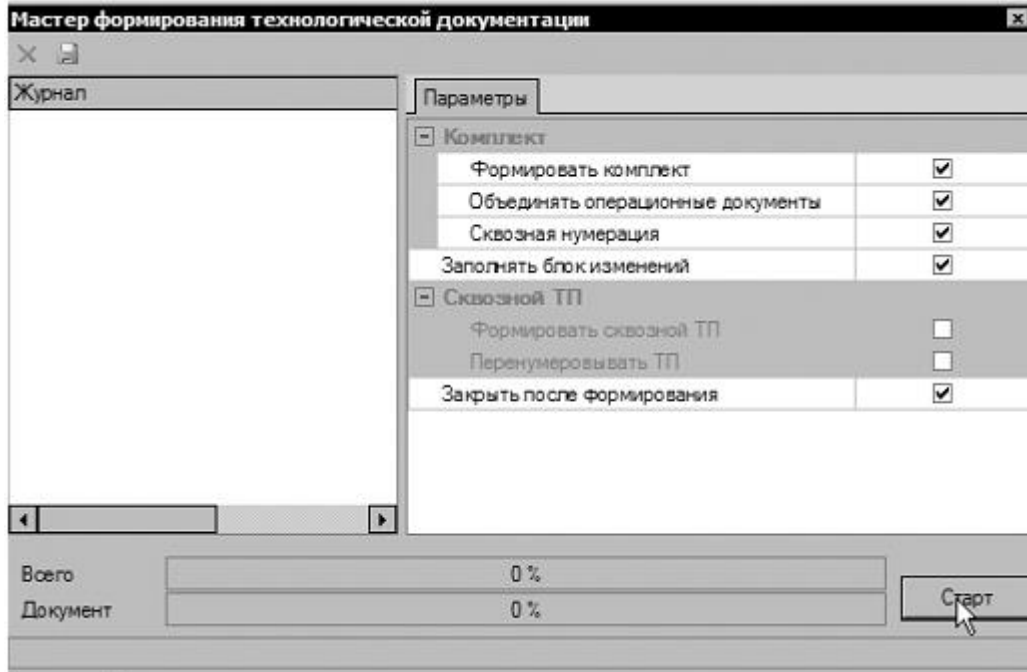 Мастер формирования технологической документации
Журнал
Параметры
Комплект
Формировать комплект
Объединять операционные документы
Сквозная нумерация
Заполнять блок изменений
Сквозной ТП
Формировать сквозной ТП
Перенумеровывать ТП
Закрыть после формирования
Всего 0 %
Документ 0 %
Старт